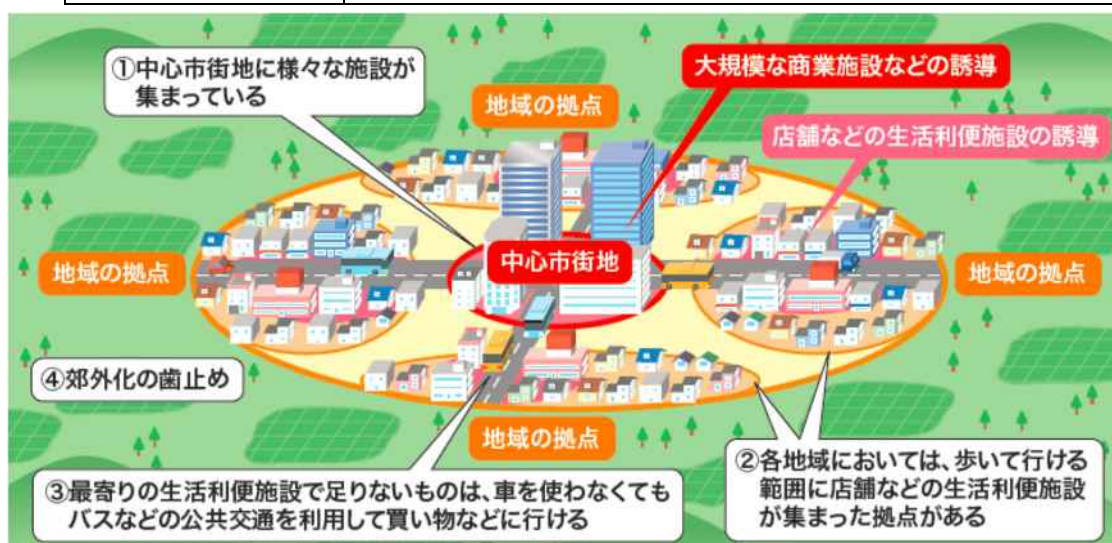 ①中心市街地に様々な施設が
集まっている
大規模な商業施設などの誘導
地域の拠点
店舗などの生活利便施設の誘導
中心市街地
地域の拠点
地域の拠点
④郊外化の歯止め
地域の拠点
③最寄りの生活利便施設で足りないものは、車を使わなくても
バスなどの公共交通を利用して買い物などに行ける
②各地域においては、歩いて行ける
範囲に店舗などの生活利便施設
が集まった拠点がある